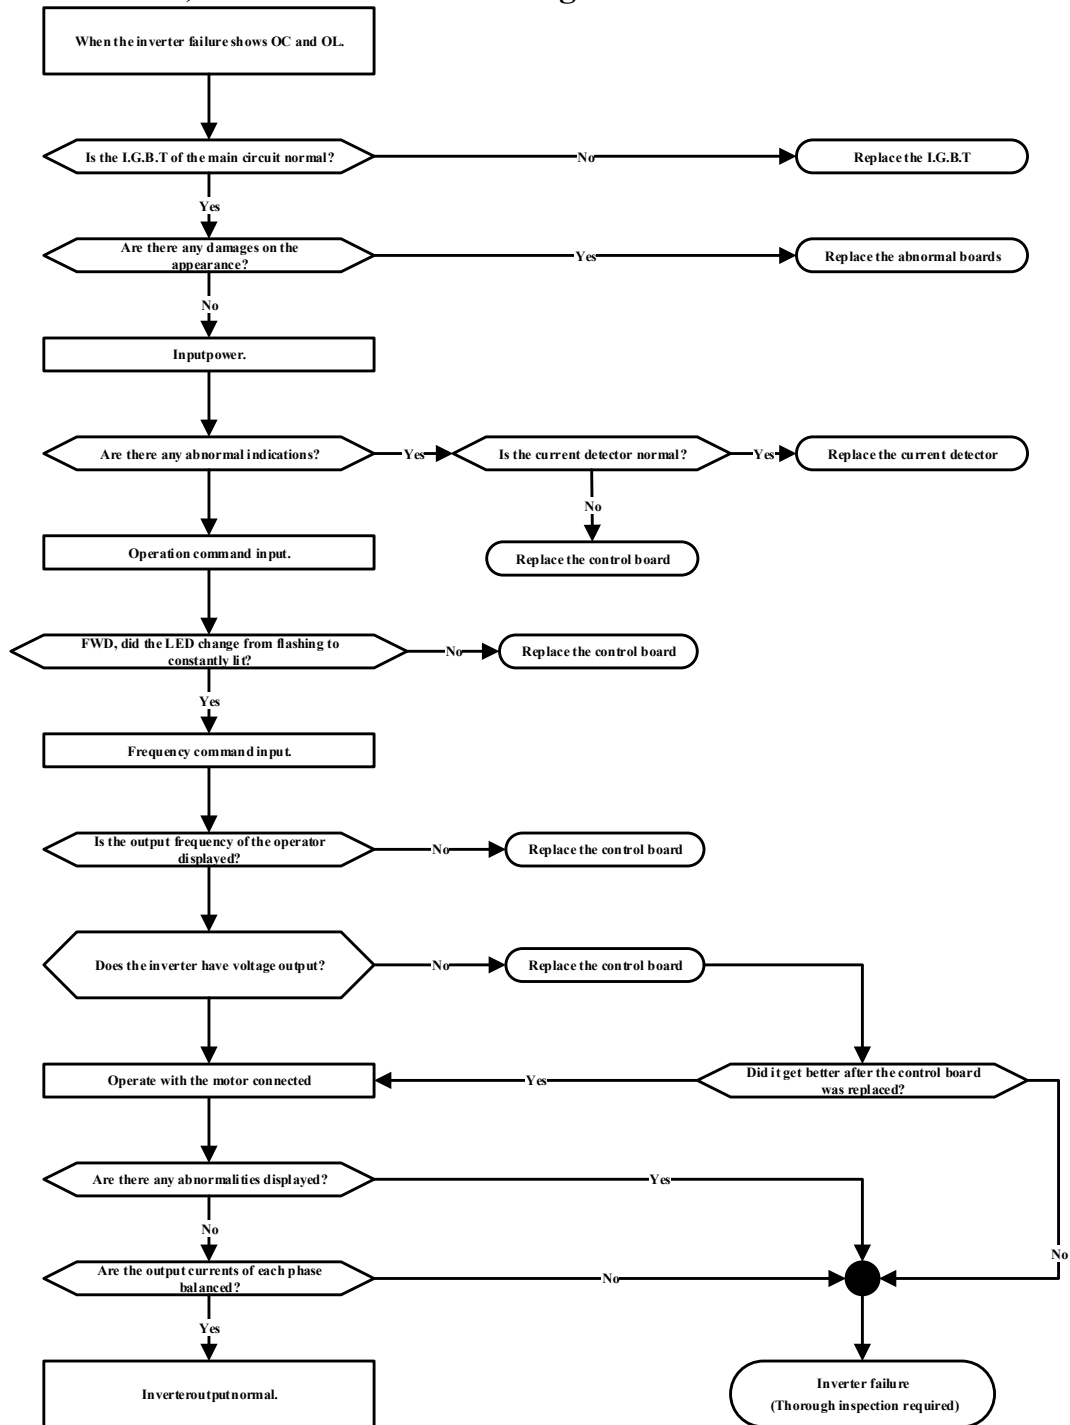 When the inverter failure shows OC and OL.
Is the I.G.B.T of the main circuit normal?
No
Replace the I.G.B.T
Yes
Are there any damages on the
appearance?
Yes
Replace the abnormal boards
No
Inputpower.
Are there any abnormal indications?
Yes
Is the current detector normal?
Yes
Replace the current detector
No
Operation command input.
Replace the control board
FWD, did the LED change from flashing to
constantly lit?
No
Replace the control board
Yes
Frequency command input.
Is the output frequency of the operator
displayed?
No
Replace the control board
Does the inverter have voltage output?
No
Replace the control board
Operate with the motor connected
Yes
Did it get better after the control board
was replaced?
Are there any abnormalities displayed?
Yes
No
No
Are the output currents of each phase
balanced?
No
Yes
Inverteroutputnormal.
Inverter failure
(Thorough inspection required)